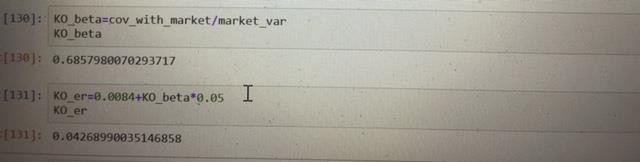 [130]: KO_beta=cov_with_market/market_var
KO_beta
[130]: 0.6857980070293717
[131]: KO_er=0.0084+KO_beta*0.05
KO_er
[131]: 0.04268990035146858